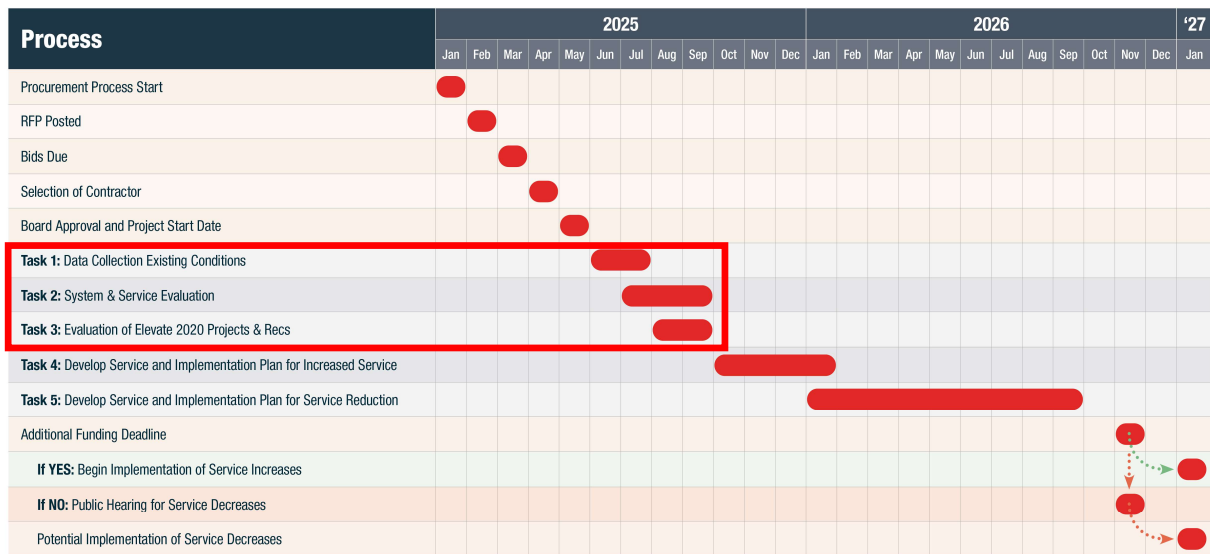 Process
2025
2026
‘27
Jan Feb Mar Apr May Jun Jul Aug Sep Oct Nov Dec Jan Feb Mar Apr May Jun Jul Aug Sep Oct Nov Dec Jan
Procurement Process Start
RFP Posted
Bids Due
Selection of Contractor
Board Approval and Project Start Date
Task 1: Data Collection Existing Conditions
Task 2: System & Service Evaluation
Task 3: Evaluation of Elevate 2020 Projects & Recs
Task 4: Develop Service and Implementation Plan for Increased Service
Task 5: Develop Service and Implementation Plan for Service Reduction
Additional Funding Deadline
If YES: Begin Implementation of Service Increases
If NO: Public Hearing for Service Decreases
Potential Implementation of Service Decreases